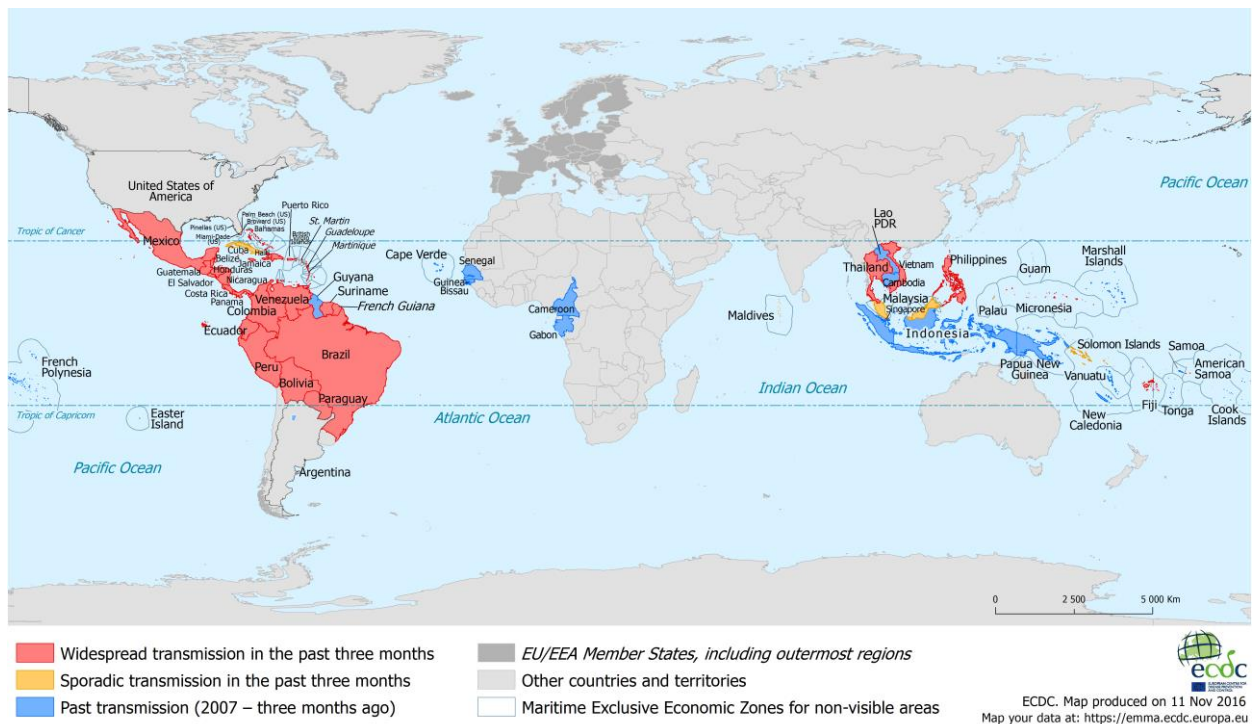 Pacific Ocean
United States of
America
Puerto Rico
Palm Beach (US)
Broward (US)
Bahamas
St. Martin
Guadeloupe
Martinique
Pinellas (US)
Miami-Dade
(US)
British
Tropic of Cancer
Mexico
Cuba
Haiti
Belize
Jamaica
Guatemala
Honduras
El Salvador
Nicaragua
Costa Rica
Panama
Venezuela
Colombia
Guyana
Suriname
French Guiana
Ecuador
Brazil
Peru
Bolivia
Paraguay
French
Polynesia
Tropic of Capricorn
Easter
Island
Argentina
Pacific Ocean
Atlantic Ocean
Cape Verde
Senegal
Guinea
Bissau
Cameroon
Gabon
Maldives
Indian Ocean
Lao
PDR
Thailand
Vietnam
Cambodia
Philippines
Malaysia
Singapore
Indonesia
Guam
Marshall
Islands
Palau
Micronesia
Solomon Islands
Papua New
Guinea
Vanuatu
Samoa
American
Samoa
New
Caledonia
Fiji
Tonga
Cook
Islands
0 2 500 5 000 Km
Widespread transmission in the past three months
Sporadic transmission in the past three months
Past transmission (2007 – three months ago)
EU/EEA Member States, including outermost regions
Other countries and territories
Maritime Exclusive Economic Zones for non-visible areas
ecdc
EUROPEAN CENTRE FOR
DISEASE PREVENTION
AND CONTROL
ECDC. Map produced on 11 Nov 2016
Map your data at: https://emma.ecdc.europa.eu